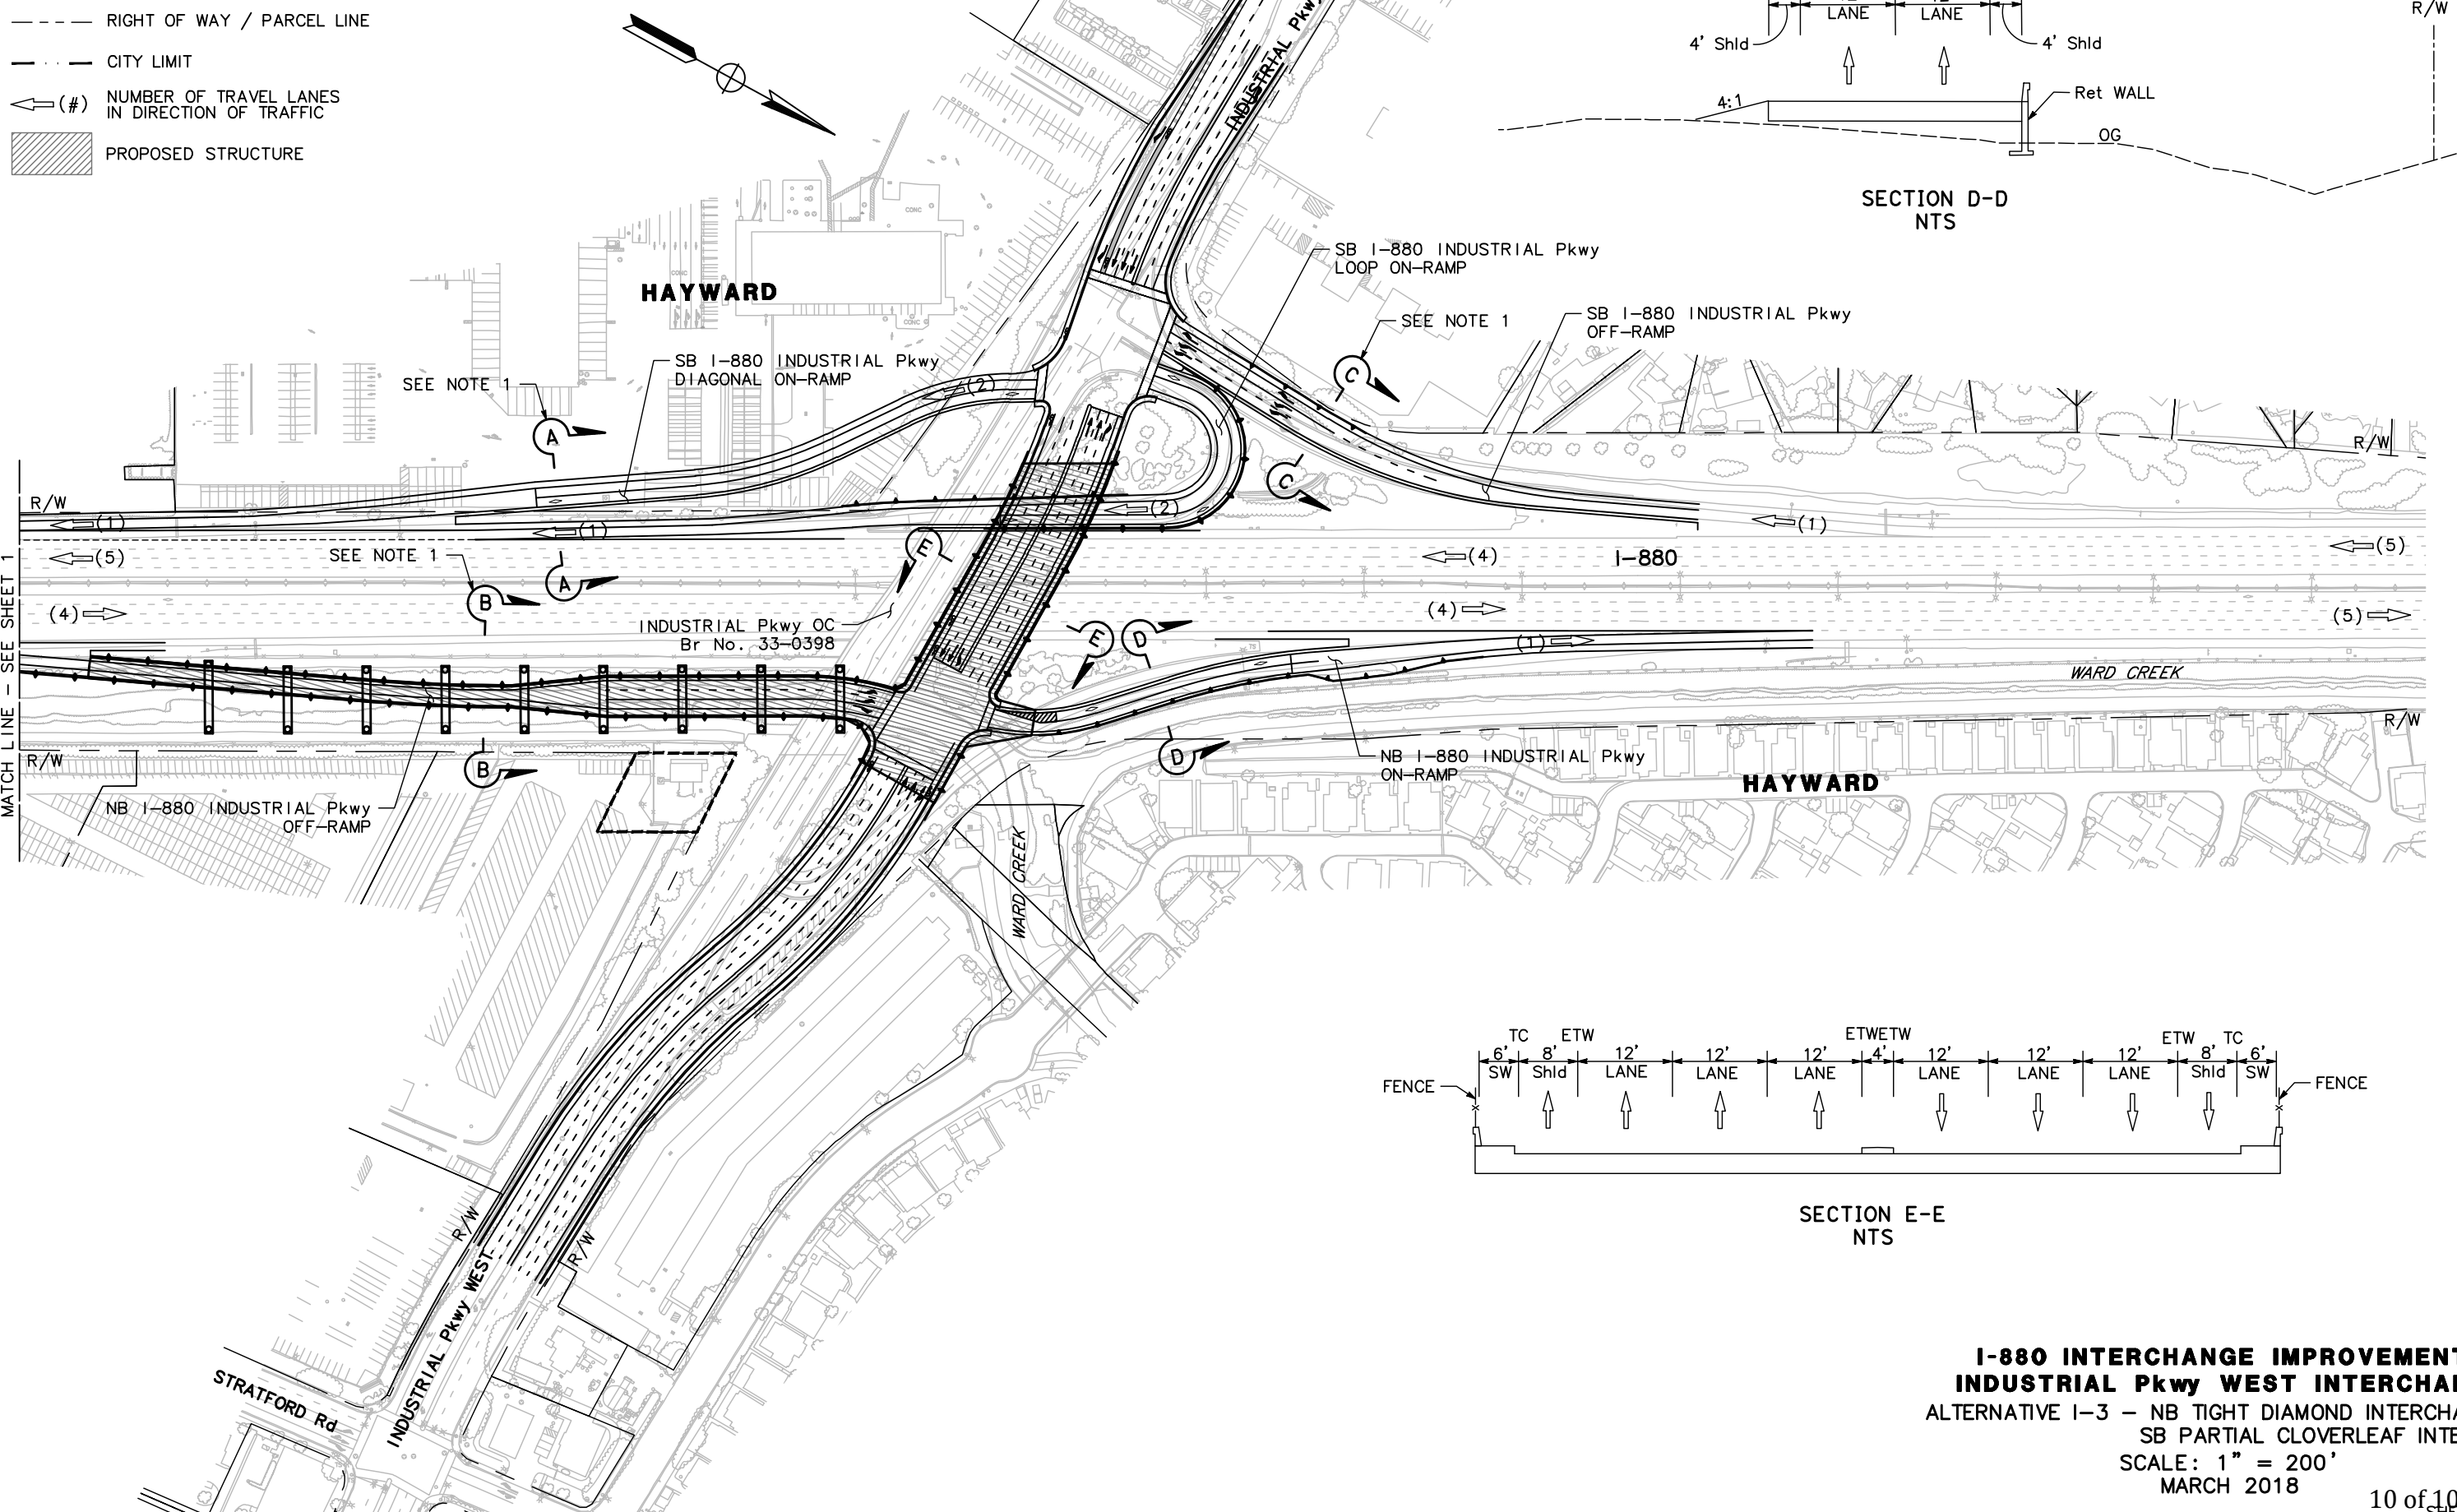 RIGHT OF WAY / PARCEL LINE
CITY LIMIT
(#) NUMBER OF TRAVEL LANES
IN DIRECTION OF TRAFFIC
PROPOSED STRUCTURE
INDUSTRIAL Pkwy
LANE LANE
4' Shld 4' Shld
R/W
4:1
Ret WALL
OG
SECTION D-D
NTS
HAYWARD
SB I-880 INDUSTRIAL Pkwy
LOOP ON-RAMP
SEE NOTE 1
C
SB I-880 INDUSTRIAL Pkwy
OFF-RAMP
SB I-880 INDUSTRIAL Pkwy
DIAGONAL ON-RAMP
SEE NOTE 1
A
(2)
C
R/W
R/W
(1)
(1)
(2)
(1)
MATCH LINE - SEE SHEET 1
(5)
SEE NOTE 1
E
(4)
I-880
(5)
A
B
(4)
(4)
(5)
INDUSTRIAL Pkwy OC
Br No. 33-0398
E
D
(1)
WARD CREEK
R/W
R/W
B
D
NB I-880 INDUSTRIAL Pkwy
ON-RAMP
HAYWARD
NB I-880 INDUSTRIAL Pkwy
OFF-RAMP
WARD CREEK
TC ETW ETWETW ETW TC
6' 8' 12' 12' 12' 4' 12' 12' 12' 8' 6'
SW Shld LANE LANE LANE LANE LANE LANE Shld SW
FENCE FENCE
SECTION E-E
NTS
R/W
R/W
INDUSTRIAL Pkwy WEST
STRATFORD Rd
I-880 INTERCHANGE IMPROVEMENT
INDUSTRIAL Pkwy WEST INTERCHA
ALTERNATIVE I-3 - NB TIGHT DIAMOND INTERCHA
SB PARTIAL CLOVERLEAF INTE
SCALE: 1" = 200'
MARCH 2018
10 of 10